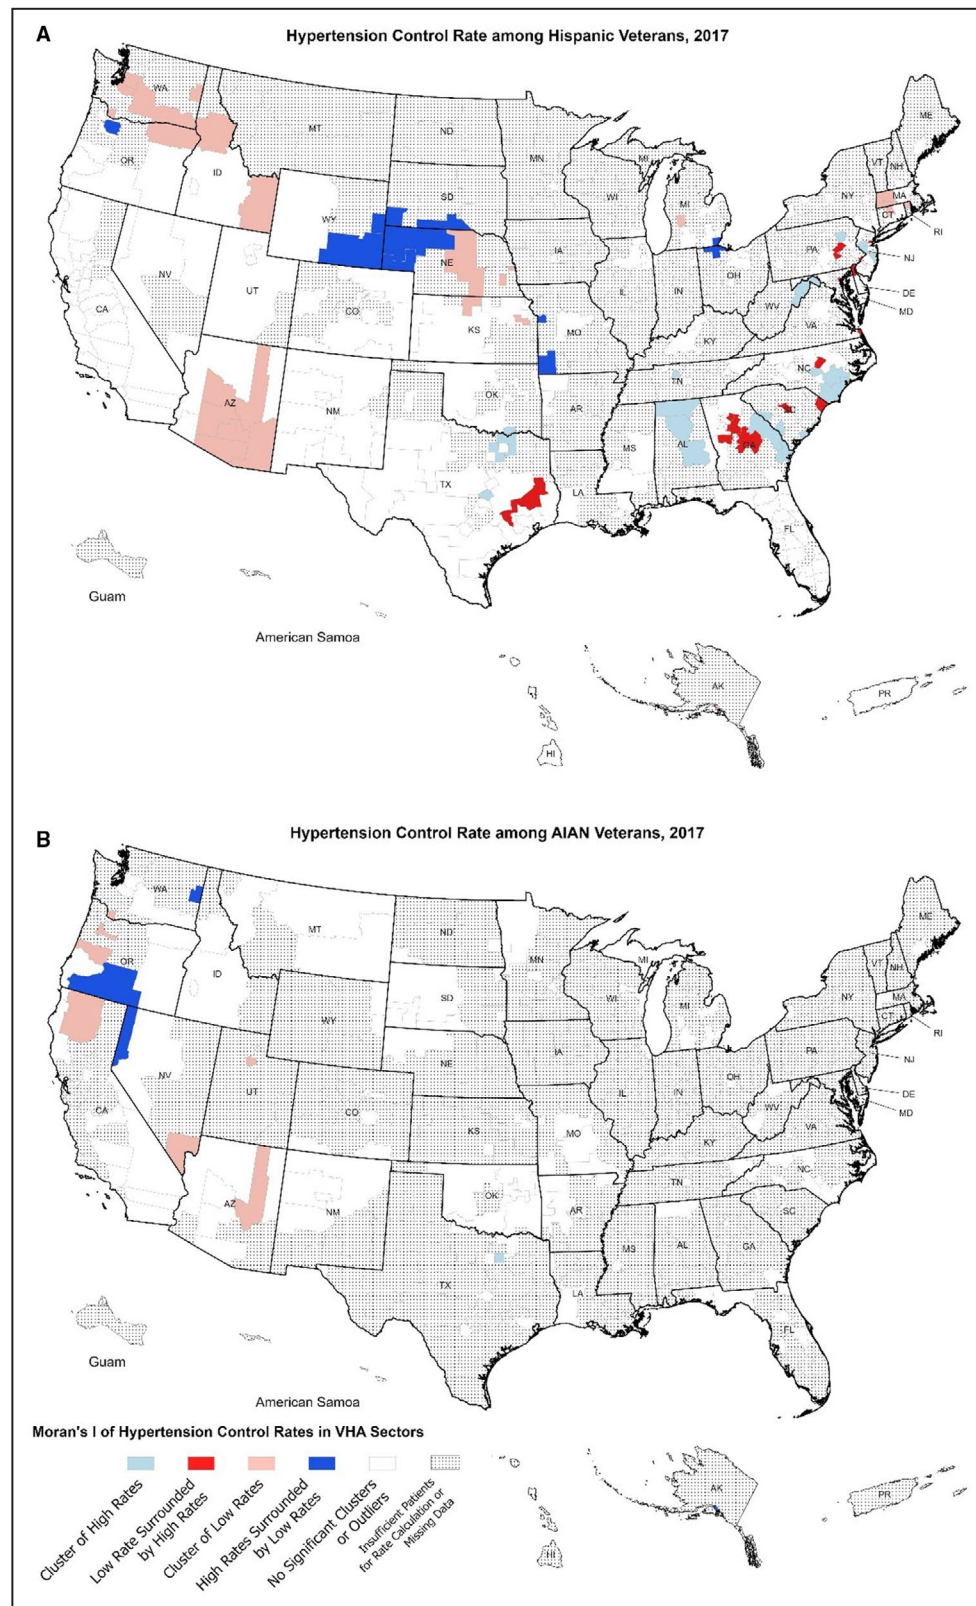 A
Hypertension Control Rate among Hispanic Veterans, 2017
WA
MT
ND
MN
ME
OR
ID
SD
WI
MI
MI
VT
NH
NY
MA
CT
RI
WY
IA
PA
NJ
NE
NV
UT
IL
IN
OH
DE
MD
CA
CO
KS
MO
WV
VA
KY
AZ
NM
OK
AR
TN
NC
SC
MS
AL
GA
TX
LA
FL
Guam
American Samoa
AK
PR
HI
B
Hypertension Control Rate among AIAN Veterans, 2017
WA
MT
ND
MN
ME
OR
ID
SD
WI
MI
MI
VT
NH
NY
MA
CT
RI
WY
IA
PA
NJ
NE
NV
UT
IL
IN
OH
DE
MD
CA
CO
KS
MO
WV
VA
KY
AZ
NM
OK
AR
TN
NC
SC
MS
AL
GA
TX
LA
FL
Guam
American Samoa
Moran's I of Hypertension Control Rates in VHA Sectors
Cluster of High Rates
Low Rate Surrounded
by High Rates
Cluster of Low Rates
High Rates Surrounded
by Low Rates
No Significant Clusters
or Outliers
Insufficient Patients
for Rate Calculation or
Missing Data
AK
PR
HI